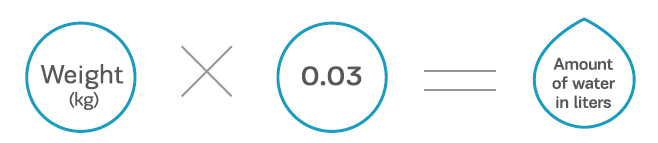 Weight
(kg)
0.03
Amount
of water
in liters